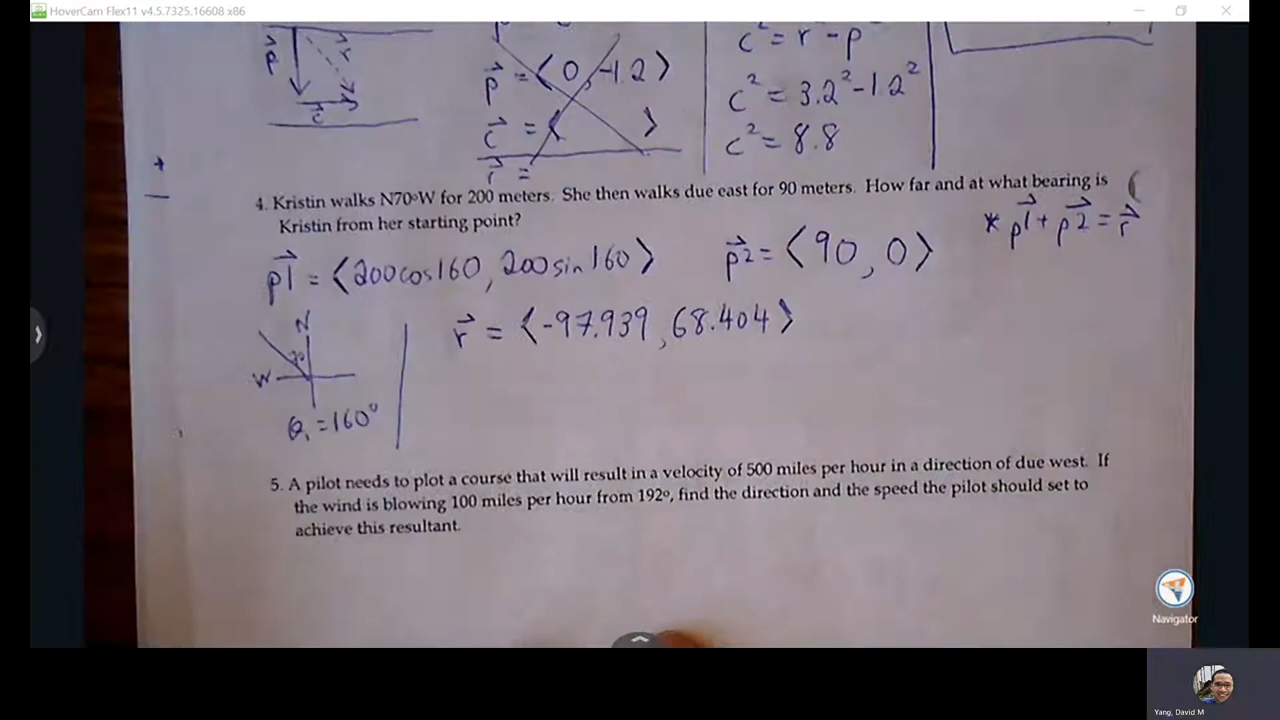 HoverCam Flex11 v4.5.7325.16608 x86
p r
c
p = ⟨0, -1.2⟩
c = ⟨ ⟩
r =
c² = r - p
c² = 3.2² - 1.2²
c² = 8.8
4. Kristin walks N70ºW for 200 meters. She then walks due east for 90 meters. How far and at what bearing is
Kristin from her starting point?
* p1 + p2 = r
p1 = ⟨200cos160, 200sin160⟩
p2 = ⟨90, 0⟩
r = ⟨-97.939, 68.404⟩
N
70
W
θ₁ = 160°
5. A pilot needs to plot a course that will result in a velocity of 500 miles per hour in a direction of due west. If
the wind is blowing 100 miles per hour from 192º, find the direction and the speed the pilot should set to
achieve this resultant.
Navigator
Yang, David M